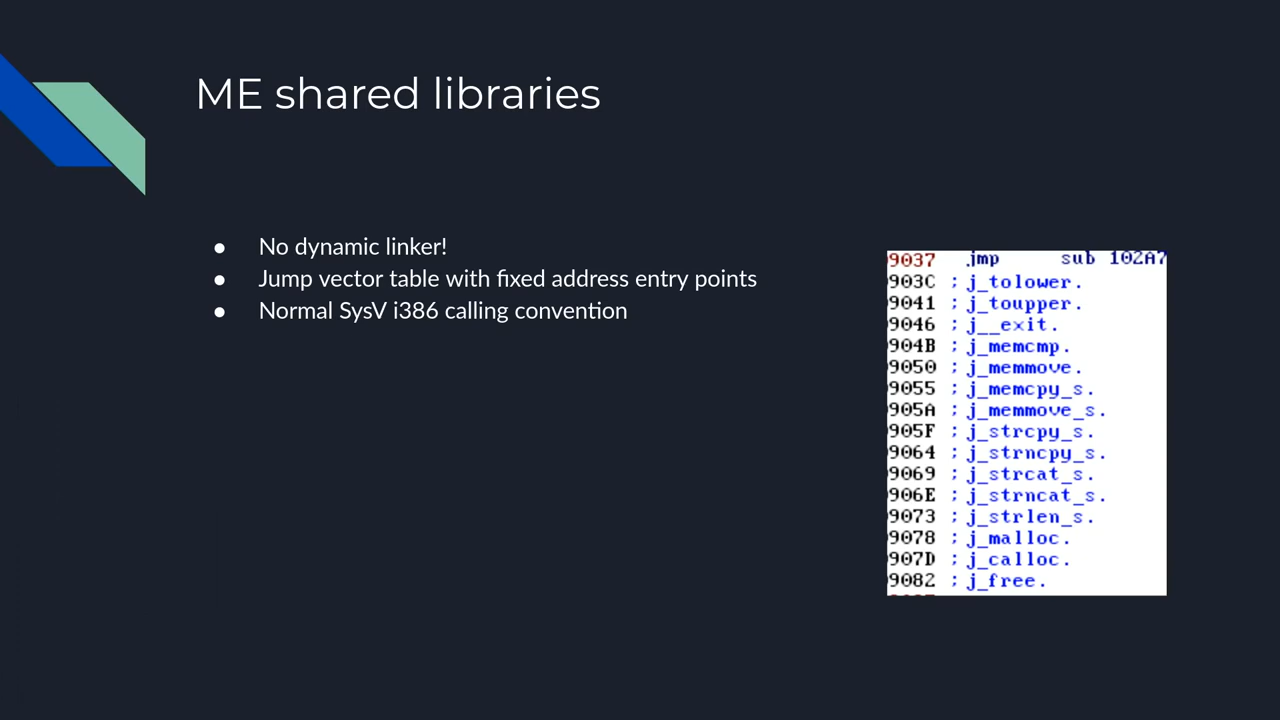 ME shared libraries
● No dynamic linker!
● Jump vector table with fixed address entry points
● Normal SysV i386 calling convention
9037 jmp sub 102A7
903C ; j_tolower.
9041 ; j_toupper.
9046 ; j__exit.
904B ; j_memcmp.
9050 ; j_memmove.
9055 ; j_memcpy_s.
905A ; j_memmove_s.
905F ; j_strcpy_s.
9064 ; j_strncpy_s.
9069 ; j_strcat_s.
906E ; j_strncat_s.
9073 ; j_strlen_s.
9078 ; j_malloc.
907D ; j_calloc.
9082 ; j_free.